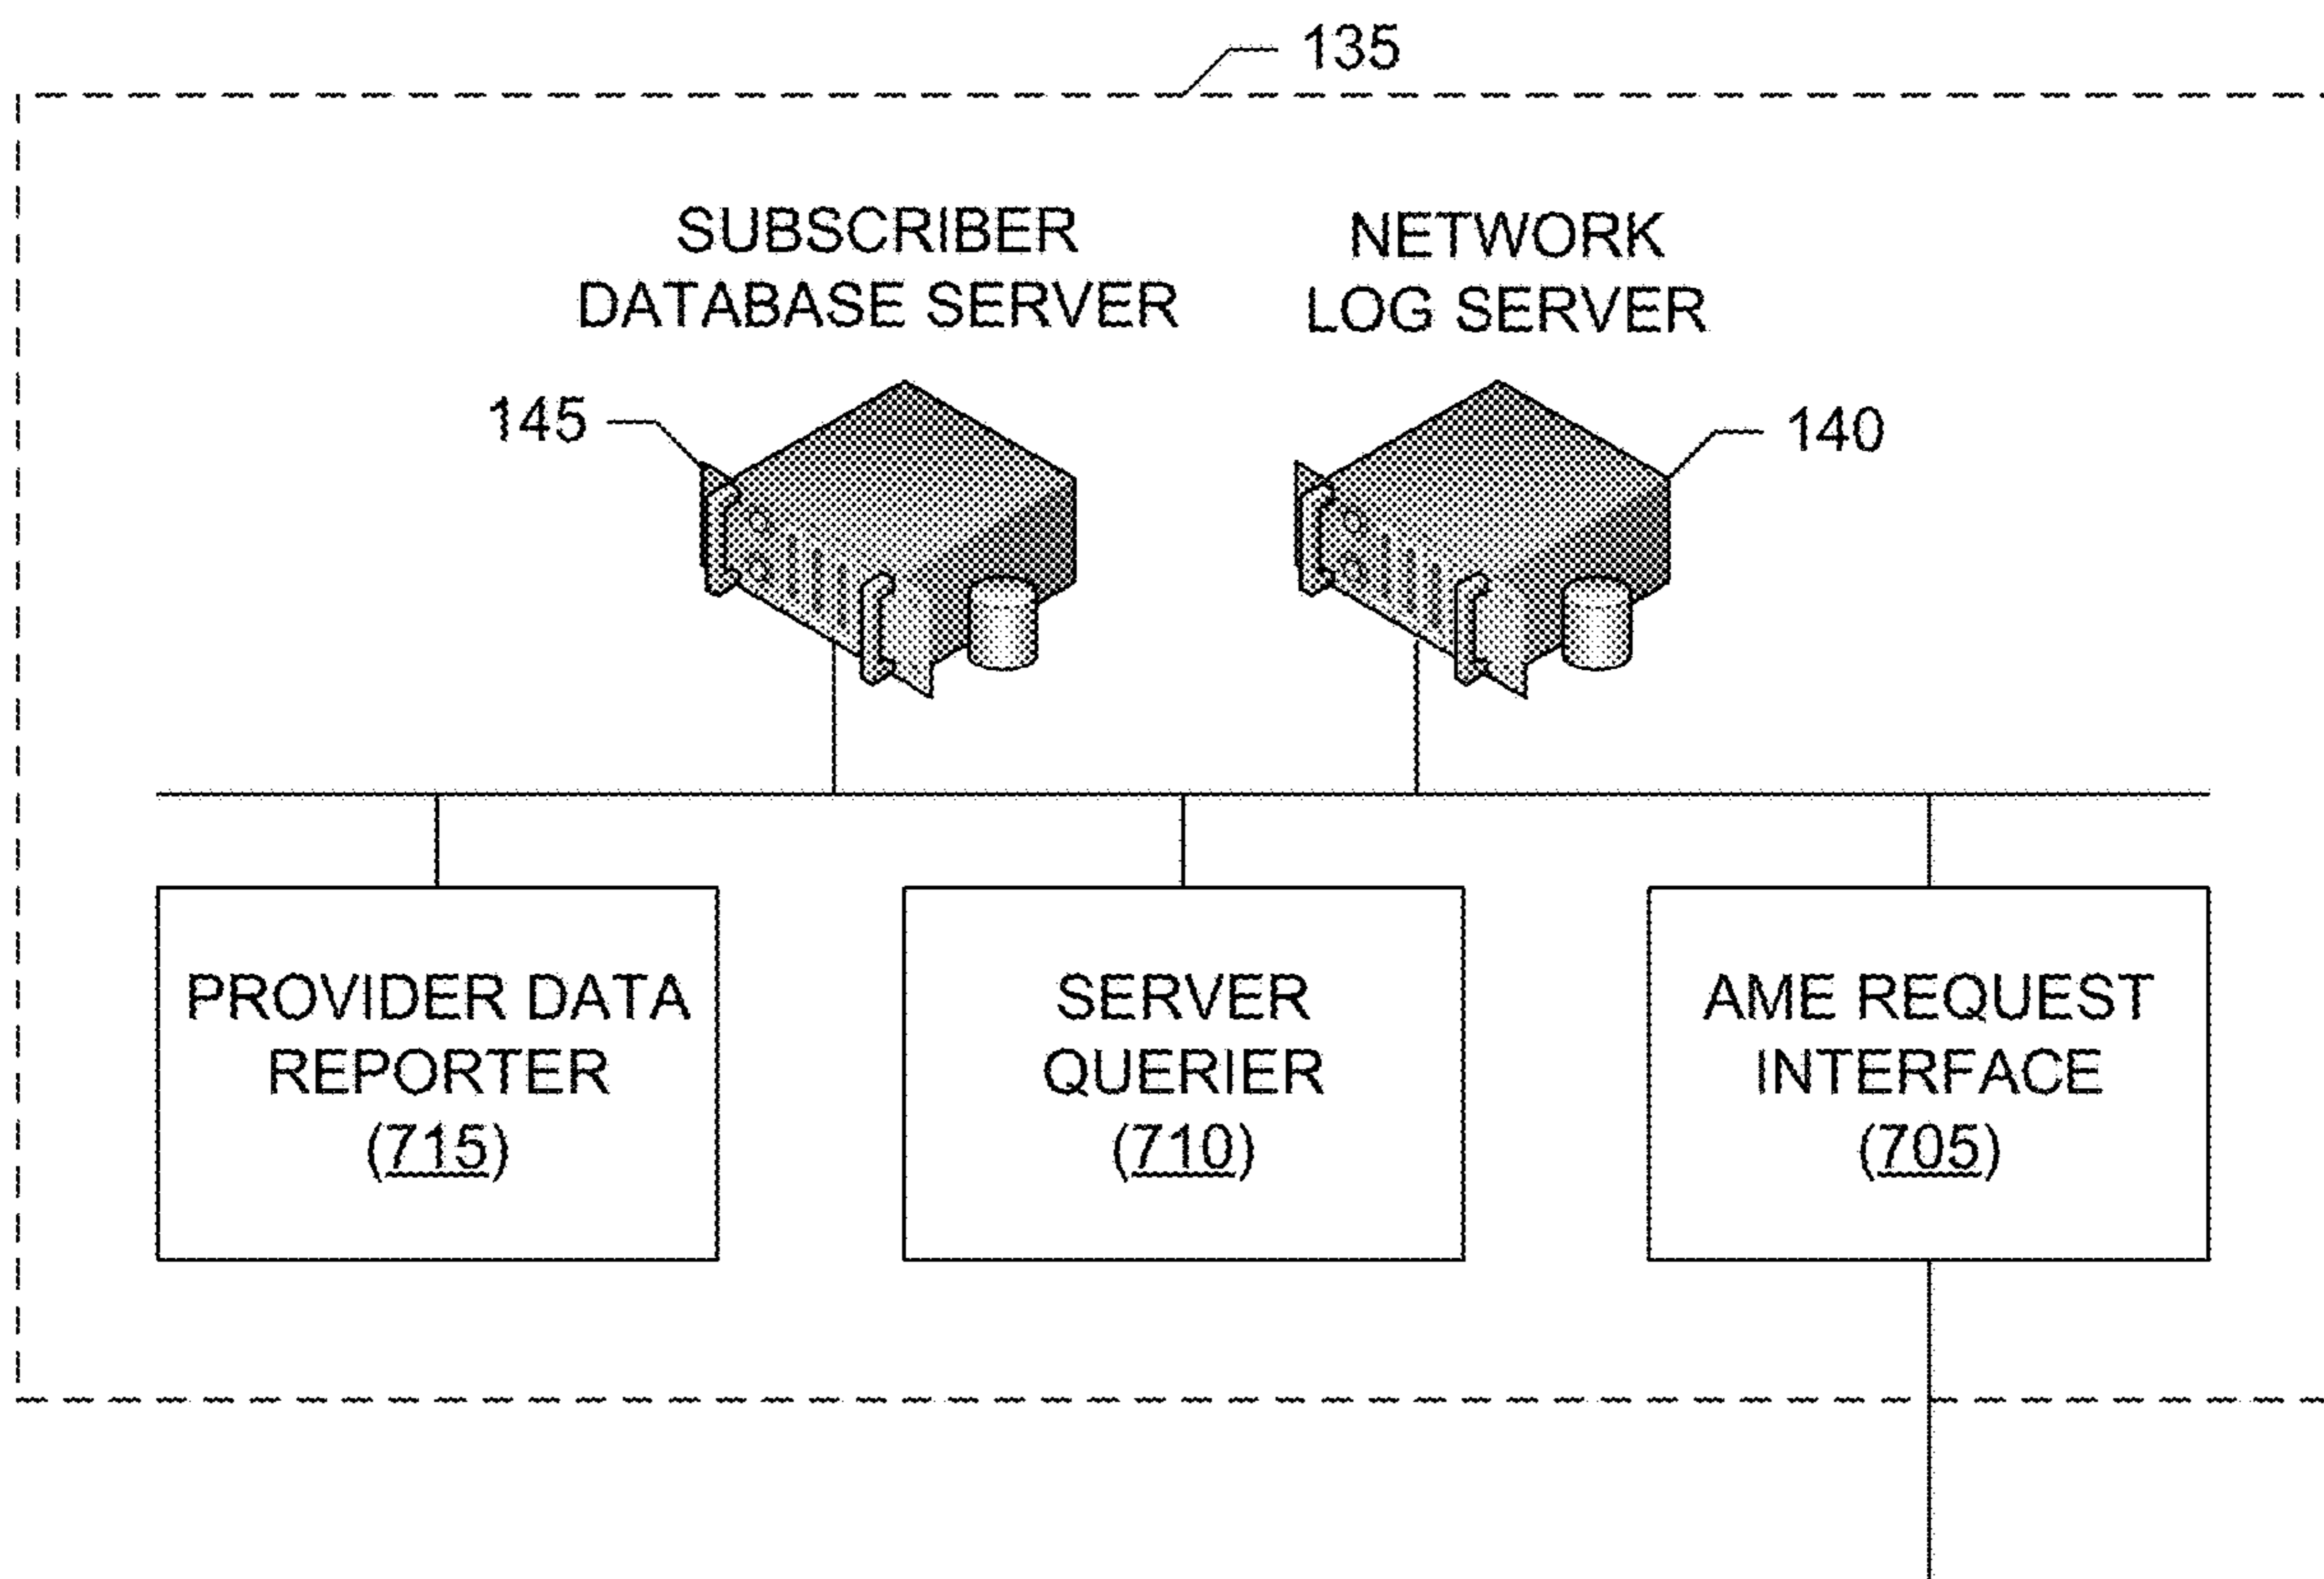 135
SUBSCRIBER
DATABASE SERVER
NETWORK
LOG SERVER
145
140
PROVIDER DATA
REPORTER
(715)
SERVER
QUERIER
(710)
AME REQUEST
INTERFACE
(705)